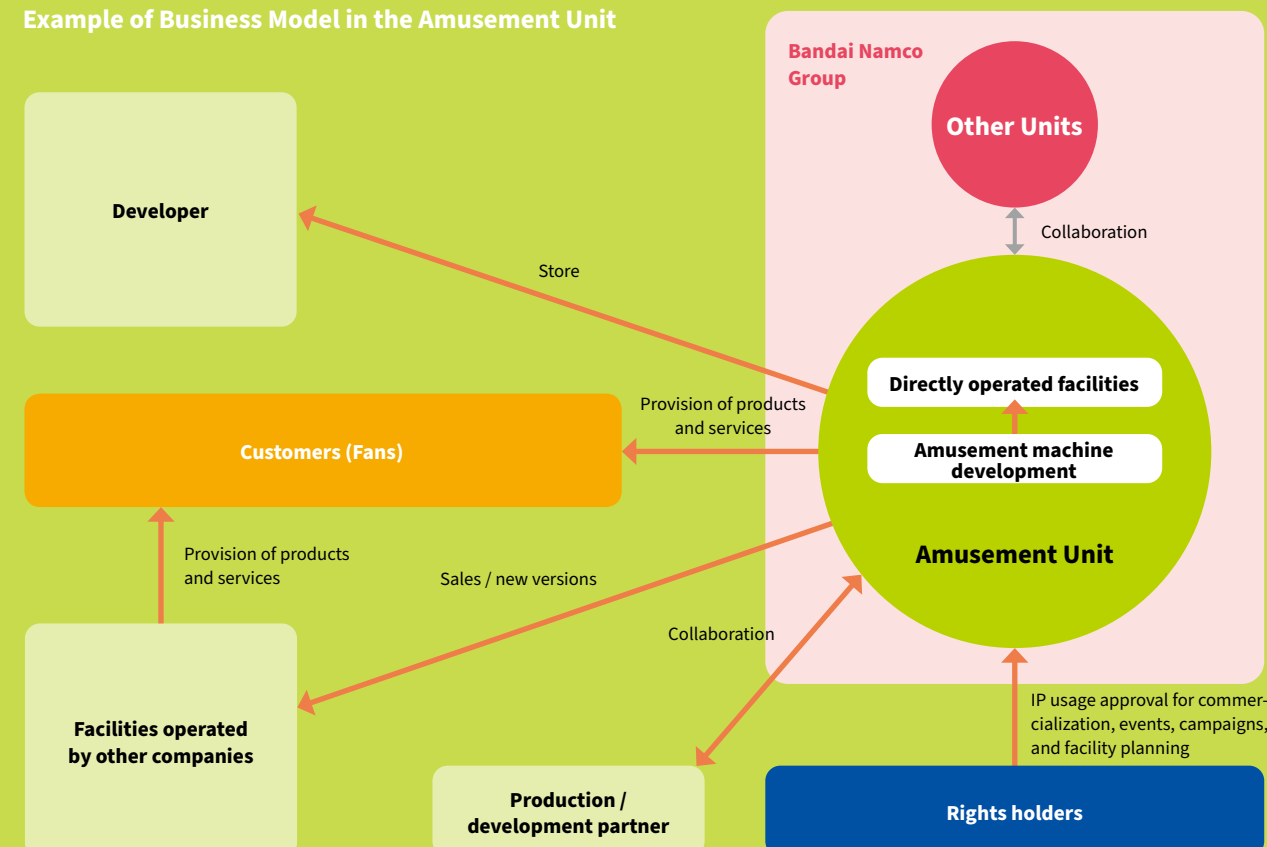 Example of Business Model in the Amusement Unit
Bandai Namco
Group
Other Units
Collaboration
Developer
Store
Directly operated facilities
Amusement machine
development
Amusement Unit
Provision of products
and services
Customers (Fans)
Provision of products
and services
Sales / new versions
Collaboration
Facilities operated
by other companies
Production /
development partner
IP usage approval for commer-
cialization, events, campaigns,
and facility planning
Rights holders